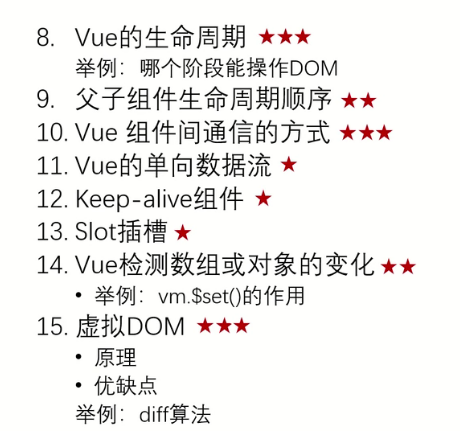 8. Vue的生命周期 ★★★
举例：哪个阶段能操作DOM
9. 父子组件生命周期顺序 ★★
10. Vue 组件间通信的方式 ★★★
11. Vue的单向数据流 ★
12. Keep-alive组件 ★
13. Slot插槽 ★
14. Vue检测数组或对象的变化 ★★
• 举例：vm.$set()的作用
15. 虚拟DOM ★★★
• 原理
• 优缺点
举例：diff算法